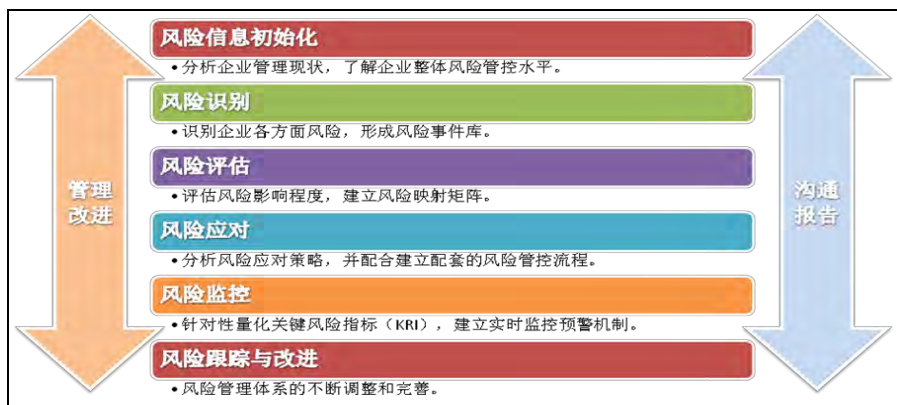 风险信息初始化
•分析企业管理现状，了解企业整体风险管控水平。
风险识别
•识别企业各方面风险，形成风险事件库。
风险评估
•评估风险影响程度，建立风险映射矩阵。
风险应对
•分析风险应对策略，并配合建立配套的风险管控流程。
风险监控
•针对性量化关键风险指标（KRI），建立实时监控预警机制。
风险跟踪与改进
•风险管理体系的不断调整和完善。
管理
改进
沟通
报告